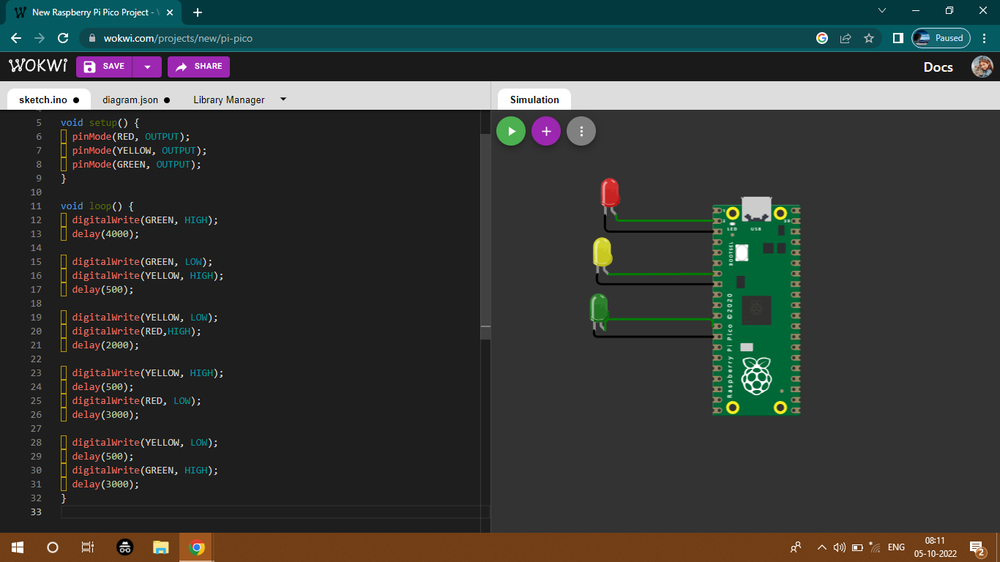 New Raspberry Pi Pico Project -
wokwi.com/projects/new/pi-pico
Paused
WOKWI
SAVE
SHARE
Docs
sketch.ino
diagram.json
Library Manager
Simulation
5 void setup() {
6 pinMode(RED, OUTPUT);
7 pinMode(YELLOW, OUTPUT);
8 pinMode(GREEN, OUTPUT);
9 }
10
11 void loop() {
12 digitalWrite(GREEN, HIGH);
13 delay(4000);
14
15 digitalWrite(GREEN, LOW);
16 digitalWrite(YELLOW, HIGH);
17 delay(500);
18
19 digitalWrite(YELLOW, LOW);
20 digitalWrite(RED,HIGH);
21 delay(2000);
22
23 digitalWrite(YELLOW, HIGH);
24 delay(500);
25 digitalWrite(RED, LOW);
26 delay(3000);
27
28 digitalWrite(YELLOW, LOW);
29 delay(500);
30 digitalWrite(GREEN, HIGH);
31 delay(3000);
32 }
33
1
2
39
LED
USB
BOOTSEL
Raspberry Pi Pico ©2020
ENG
08:11
05-10-2022
2